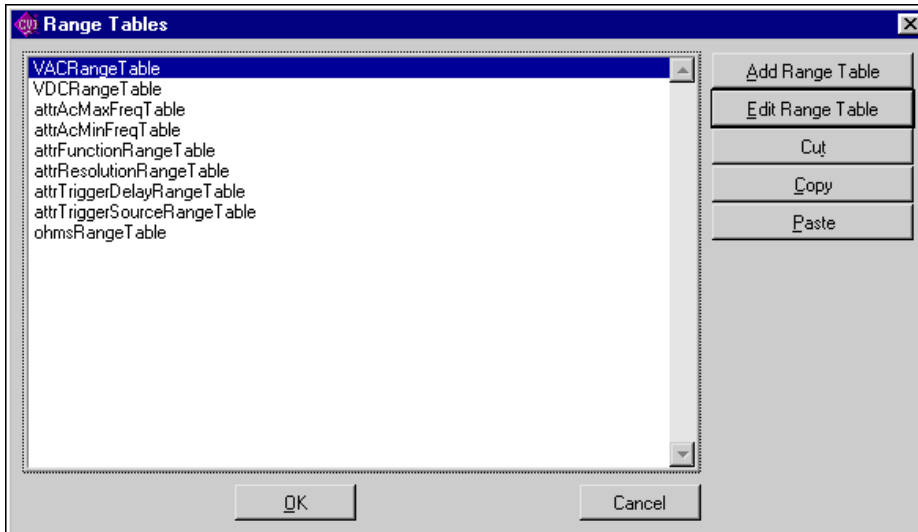 CVI Range Tables
VACRangeTable
VDCRangeTable
attrAcMaxFreqTable
attrAcMinFreqTable
attrFunctionRangeTable
attrResolutionRangeTable
attrTriggerDelayRangeTable
attrTriggerSourceRangeTable
ohmsRangeTable
Add Range Table
Edit Range Table
Cut
Copy
Paste
OK
Cancel